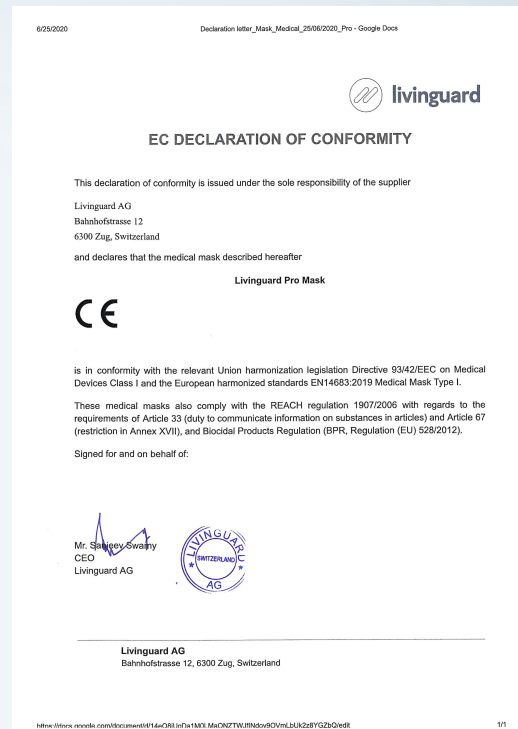 6/25/2020 Declaration letter_Mask_Medical_25/06/2020_Pro - Google Docs
livinguard
EC DECLARATION OF CONFORMITY
This declaration of conformity is issued under the sole responsibility of the supplier
Livinguard AG
Bahnhofstrasse 12
6300 Zug, Switzerland
and declares that the medical mask described hereafter
Livinguard Pro Mask
CE
is in conformity with the relevant Union harmonization legislation Directive 93/42/EEC on Medical
Devices Class I and the European harmonized standards EN14683:2019 Medical Mask Type I.
These medical masks also comply with the REACH regulation 1907/2006 with regards to the
requirements of Article 33 (duty to communicate information on substances in articles) and Article 67
(restriction in Annex XVII), and Biocidal Products Regulation (BPR, Regulation (EU) 528/2012).
Signed for and on behalf of:
Mr. Sanjeev Swamy
CEO
Livinguard AG
LIVINGUARD
SWITZERLAND
AG
Livinguard AG
Bahnhofstrasse 12, 6300 Zug, Switzerland
1/1